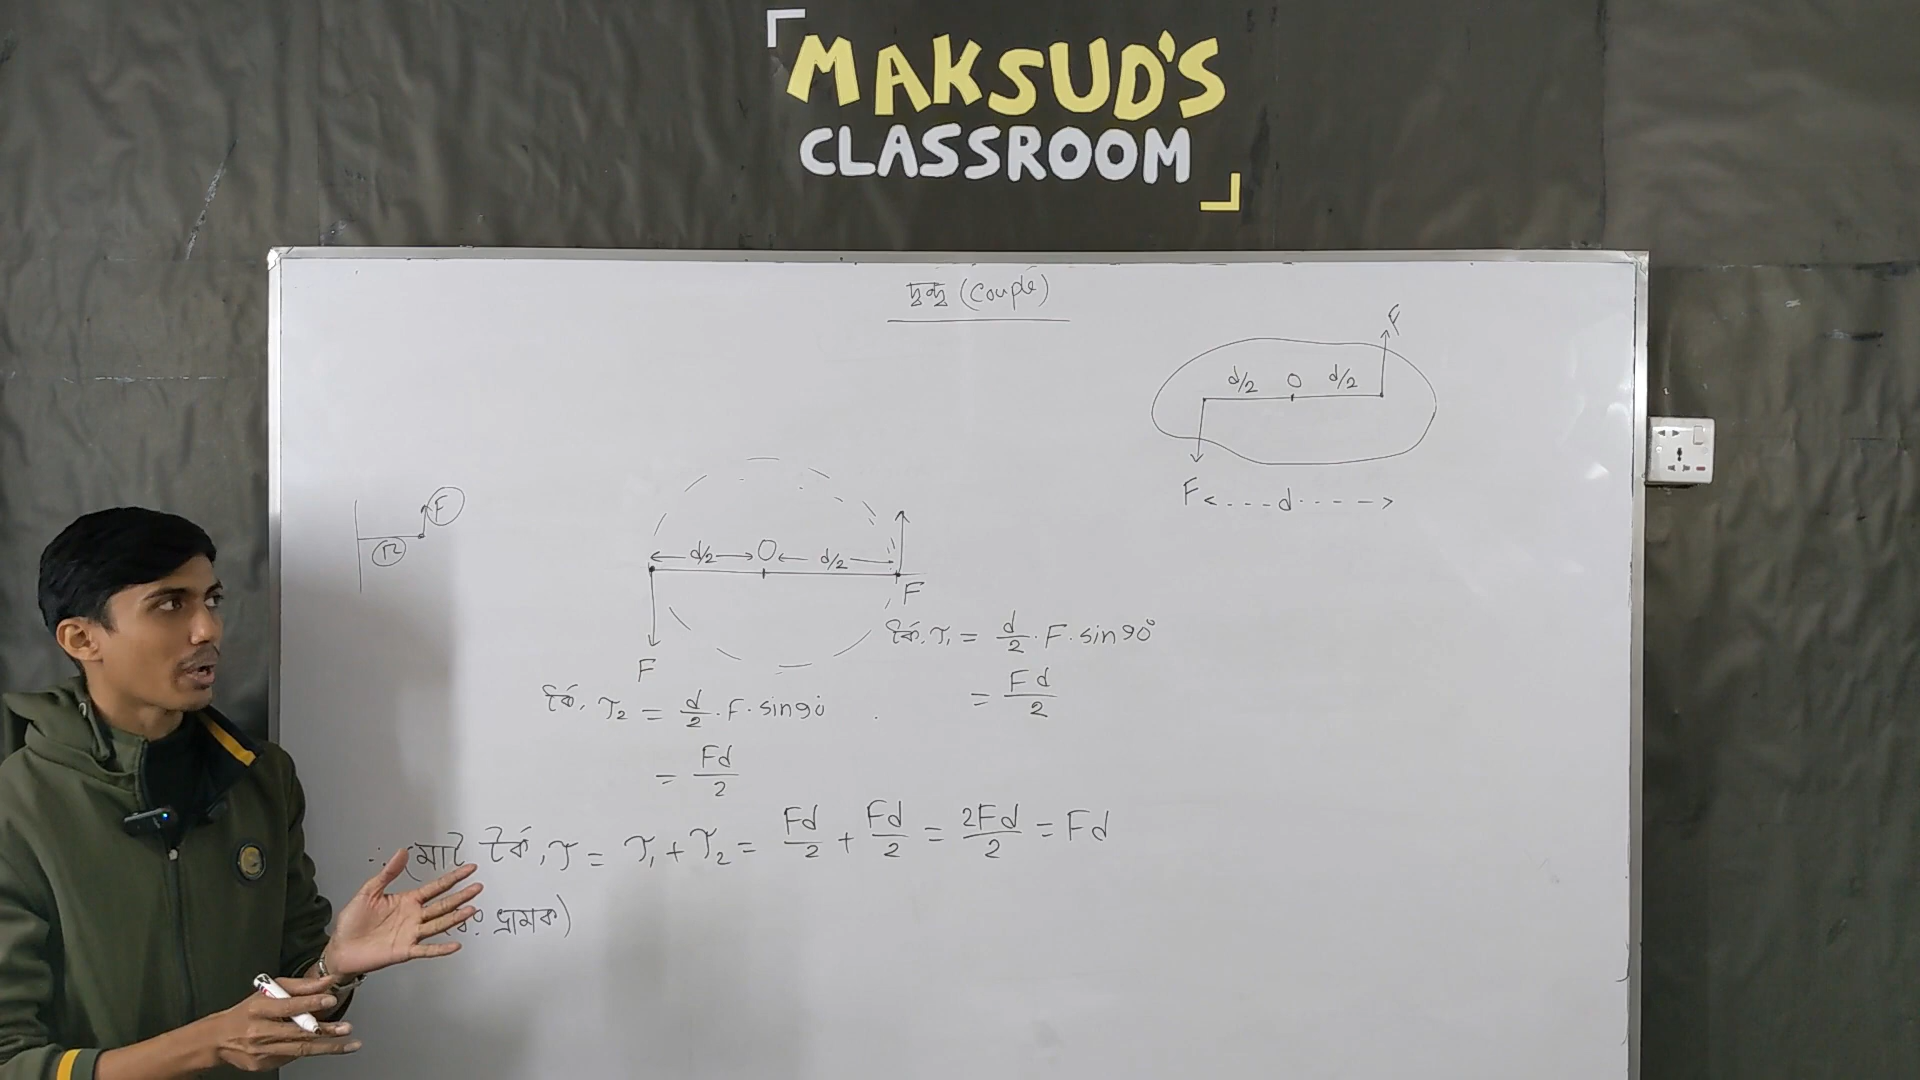 MAKSUD'S
CLASSROOM
দ্বন্দ্ব (Couple)
F
d/2 O d/2
F
d
F
r
d/2 O d/2
F
F
টর্ক, τ₁ = d/2 . F . sin 90°
= Fd/2
টর্ক, τ₂ = d/2 . F . sin 90°
= Fd/2
∴ মোট টর্ক, τ = τ₁ + τ₂ = Fd/2 + Fd/2 = 2Fd/2 = Fd
ভ্রামক)